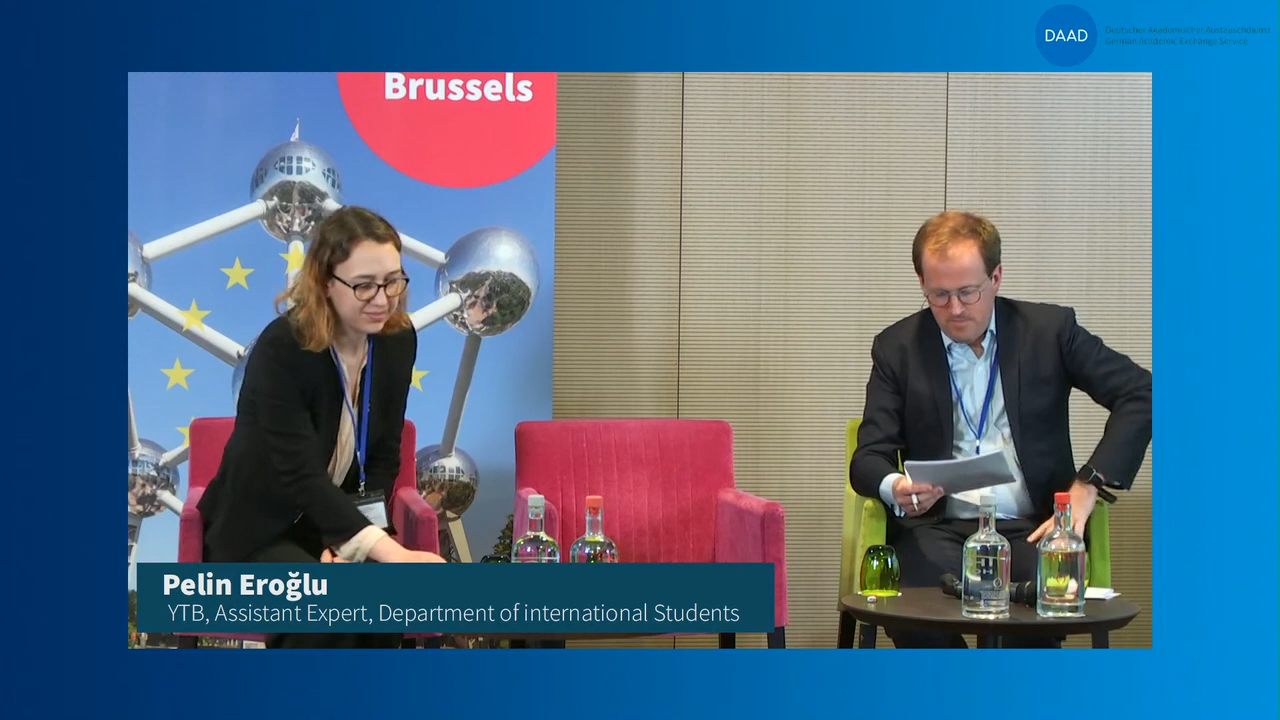 DAAD
Deutscher Akademischer Austauschdienst
German Academic Exchange Service
Brussels
Pelin Eroğlu
YTB, Assistant Expert, Department of international Students